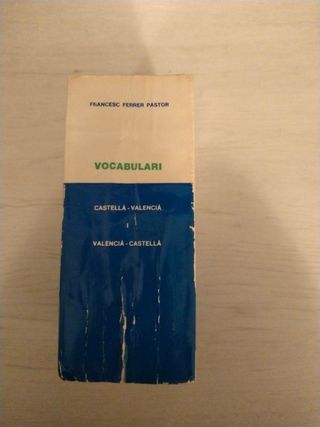 FRANCESC FERRER PASTOR
VOCABULARI
CASTELLÀ - VALENCIÀ
I
VALENCIÀ - CASTELLÀ